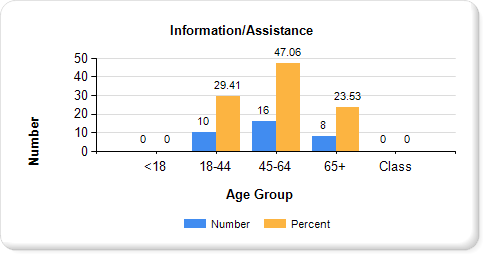 Information/Assistance
50
40
30
20
10
0
Number
0 0
10 29.41
16 47.06
8 23.53
0 0
<18 18-44 45-64 65+ Class
Age Group
Number Percent